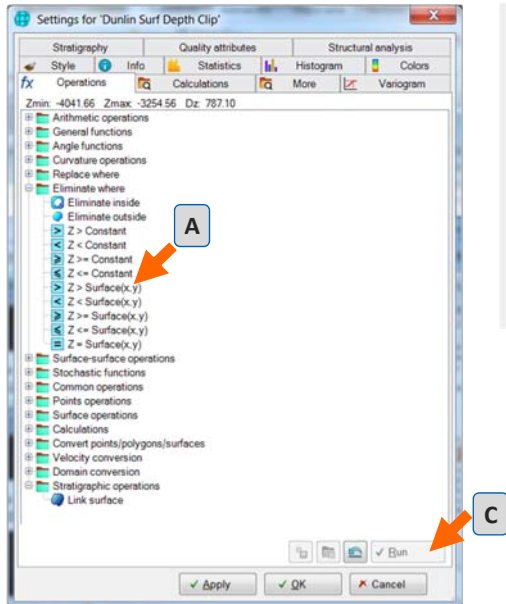 Settings for 'Dunlin Surf Depth Clip'
Stratigraphy Quality attributes Structural analysis
Style Info Statistics Histogram Colors
fx Operations Calculations More Variogram
Zmin: -4041.66 Zmax: -3254.56 Dz: 787.10
Arithmetic operations
General functions
Angle functions
Curvature operations
Replace where
Eliminate where
Eliminate inside
Eliminate outside
A
> Z > Constant
< Z < Constant
≥ Z >= Constant
≤ Z <= Constant
> Z > Surface(x,y)
< Z < Surface(x,y)
≥ Z >= Surface(x,y)
≤ Z <= Surface(x,y)
= Z = Surface(x,y)
Surface-surface operations
Stochastic functions
Common operations
Points operations
Surface operations
Calculations
Convert points/polygons/surfaces
Velocity conversion
Domain conversion
Stratigraphic operations
Link surface
C
Run
Apply OK Cancel